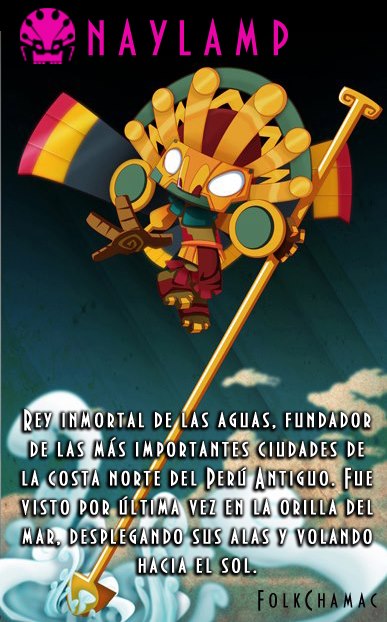 NAYLAMP
Rey inmortal de las aguas, fundador
de las más importantes ciudades de
la costa norte del Perú Antiguo. Fue
visto por última vez en la orilla del
mar, desplegando sus alas y volando
hacia el sol.
FolkChamac